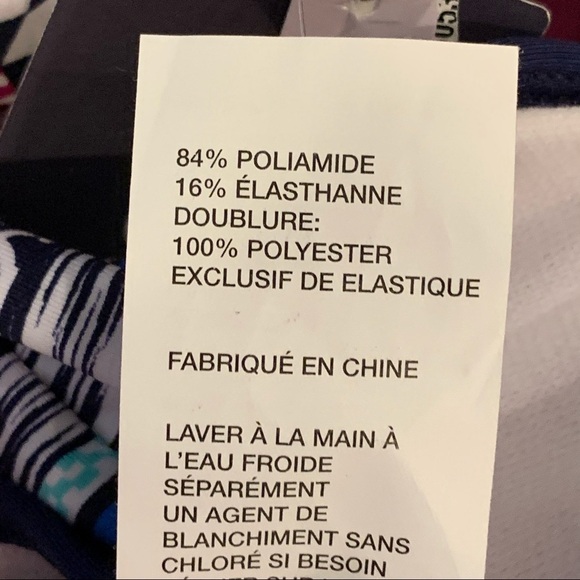 84% POLIAMIDE
16% ÉLASTHANNE
DOUBLURE:
100% POLYESTER
EXCLUSIF DE ELASTIQUE
FABRIQUÉ EN CHINE
LAVER À LA MAIN À
L'EAU FROIDE
SÉPARÉMENT
UN AGENT DE
BLANCHIMENT SANS
CHLORÉ SI BESOIN